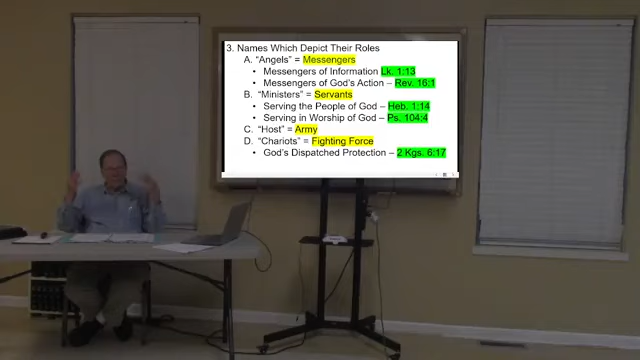 3. Names Which Depict Their Roles
A. "Angels" = Messengers
• Messengers of Information Lk. 1:13
• Messengers of God's Action – Rev. 16:1
B. "Ministers" = Servants
• Serving the People of God – Heb. 1:14
• Serving in Worship of God – Ps. 104:4
C. "Host" = Army
D. "Chariots" = Fighting Force
• God's Dispatched Protection – 2 Kgs. 6:17